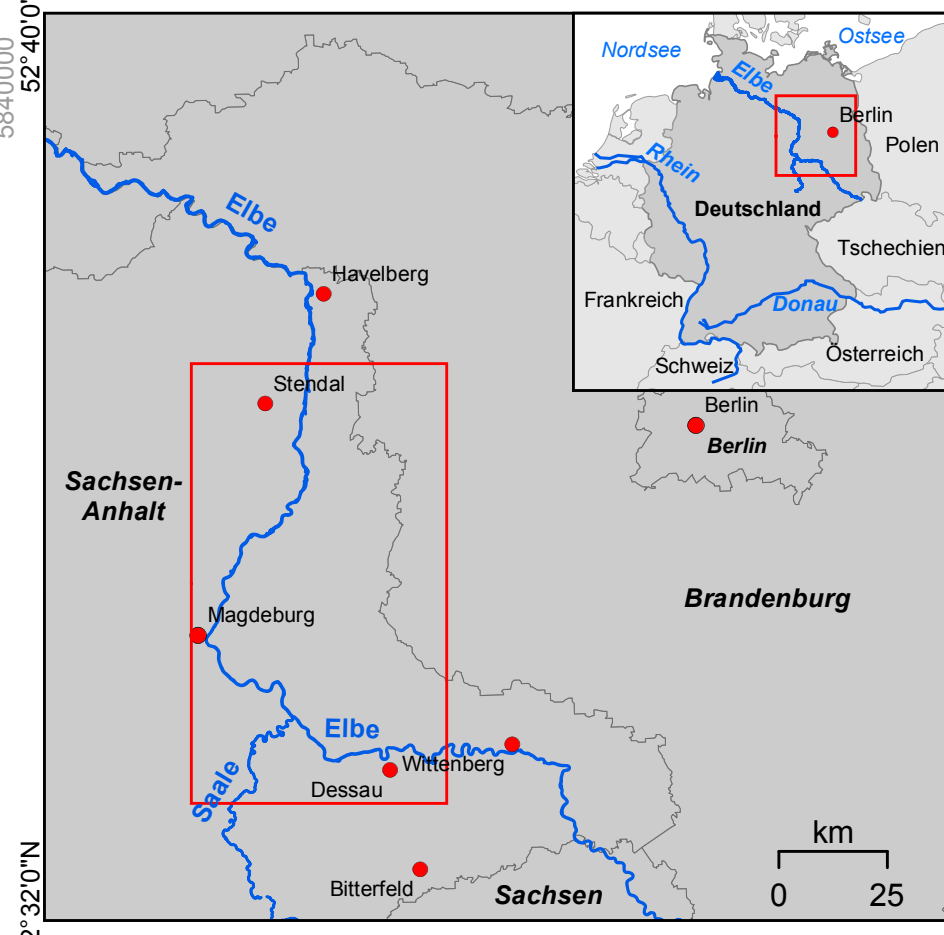 5840000
52°40'0"
Nordsee
Ostsee
Elbe
Berlin
Polen
Rhein
Deutschland
Tschechien
Frankreich
Donau
Schweiz
Österreich
Elbe
Havelberg
Stendal
Berlin
Berlin
Sachsen-
Anhalt
Brandenburg
Magdeburg
Elbe
Wittenberg
Saale
Dessau
km
0 25
Bitterfeld
Sachsen
2°32'0"N